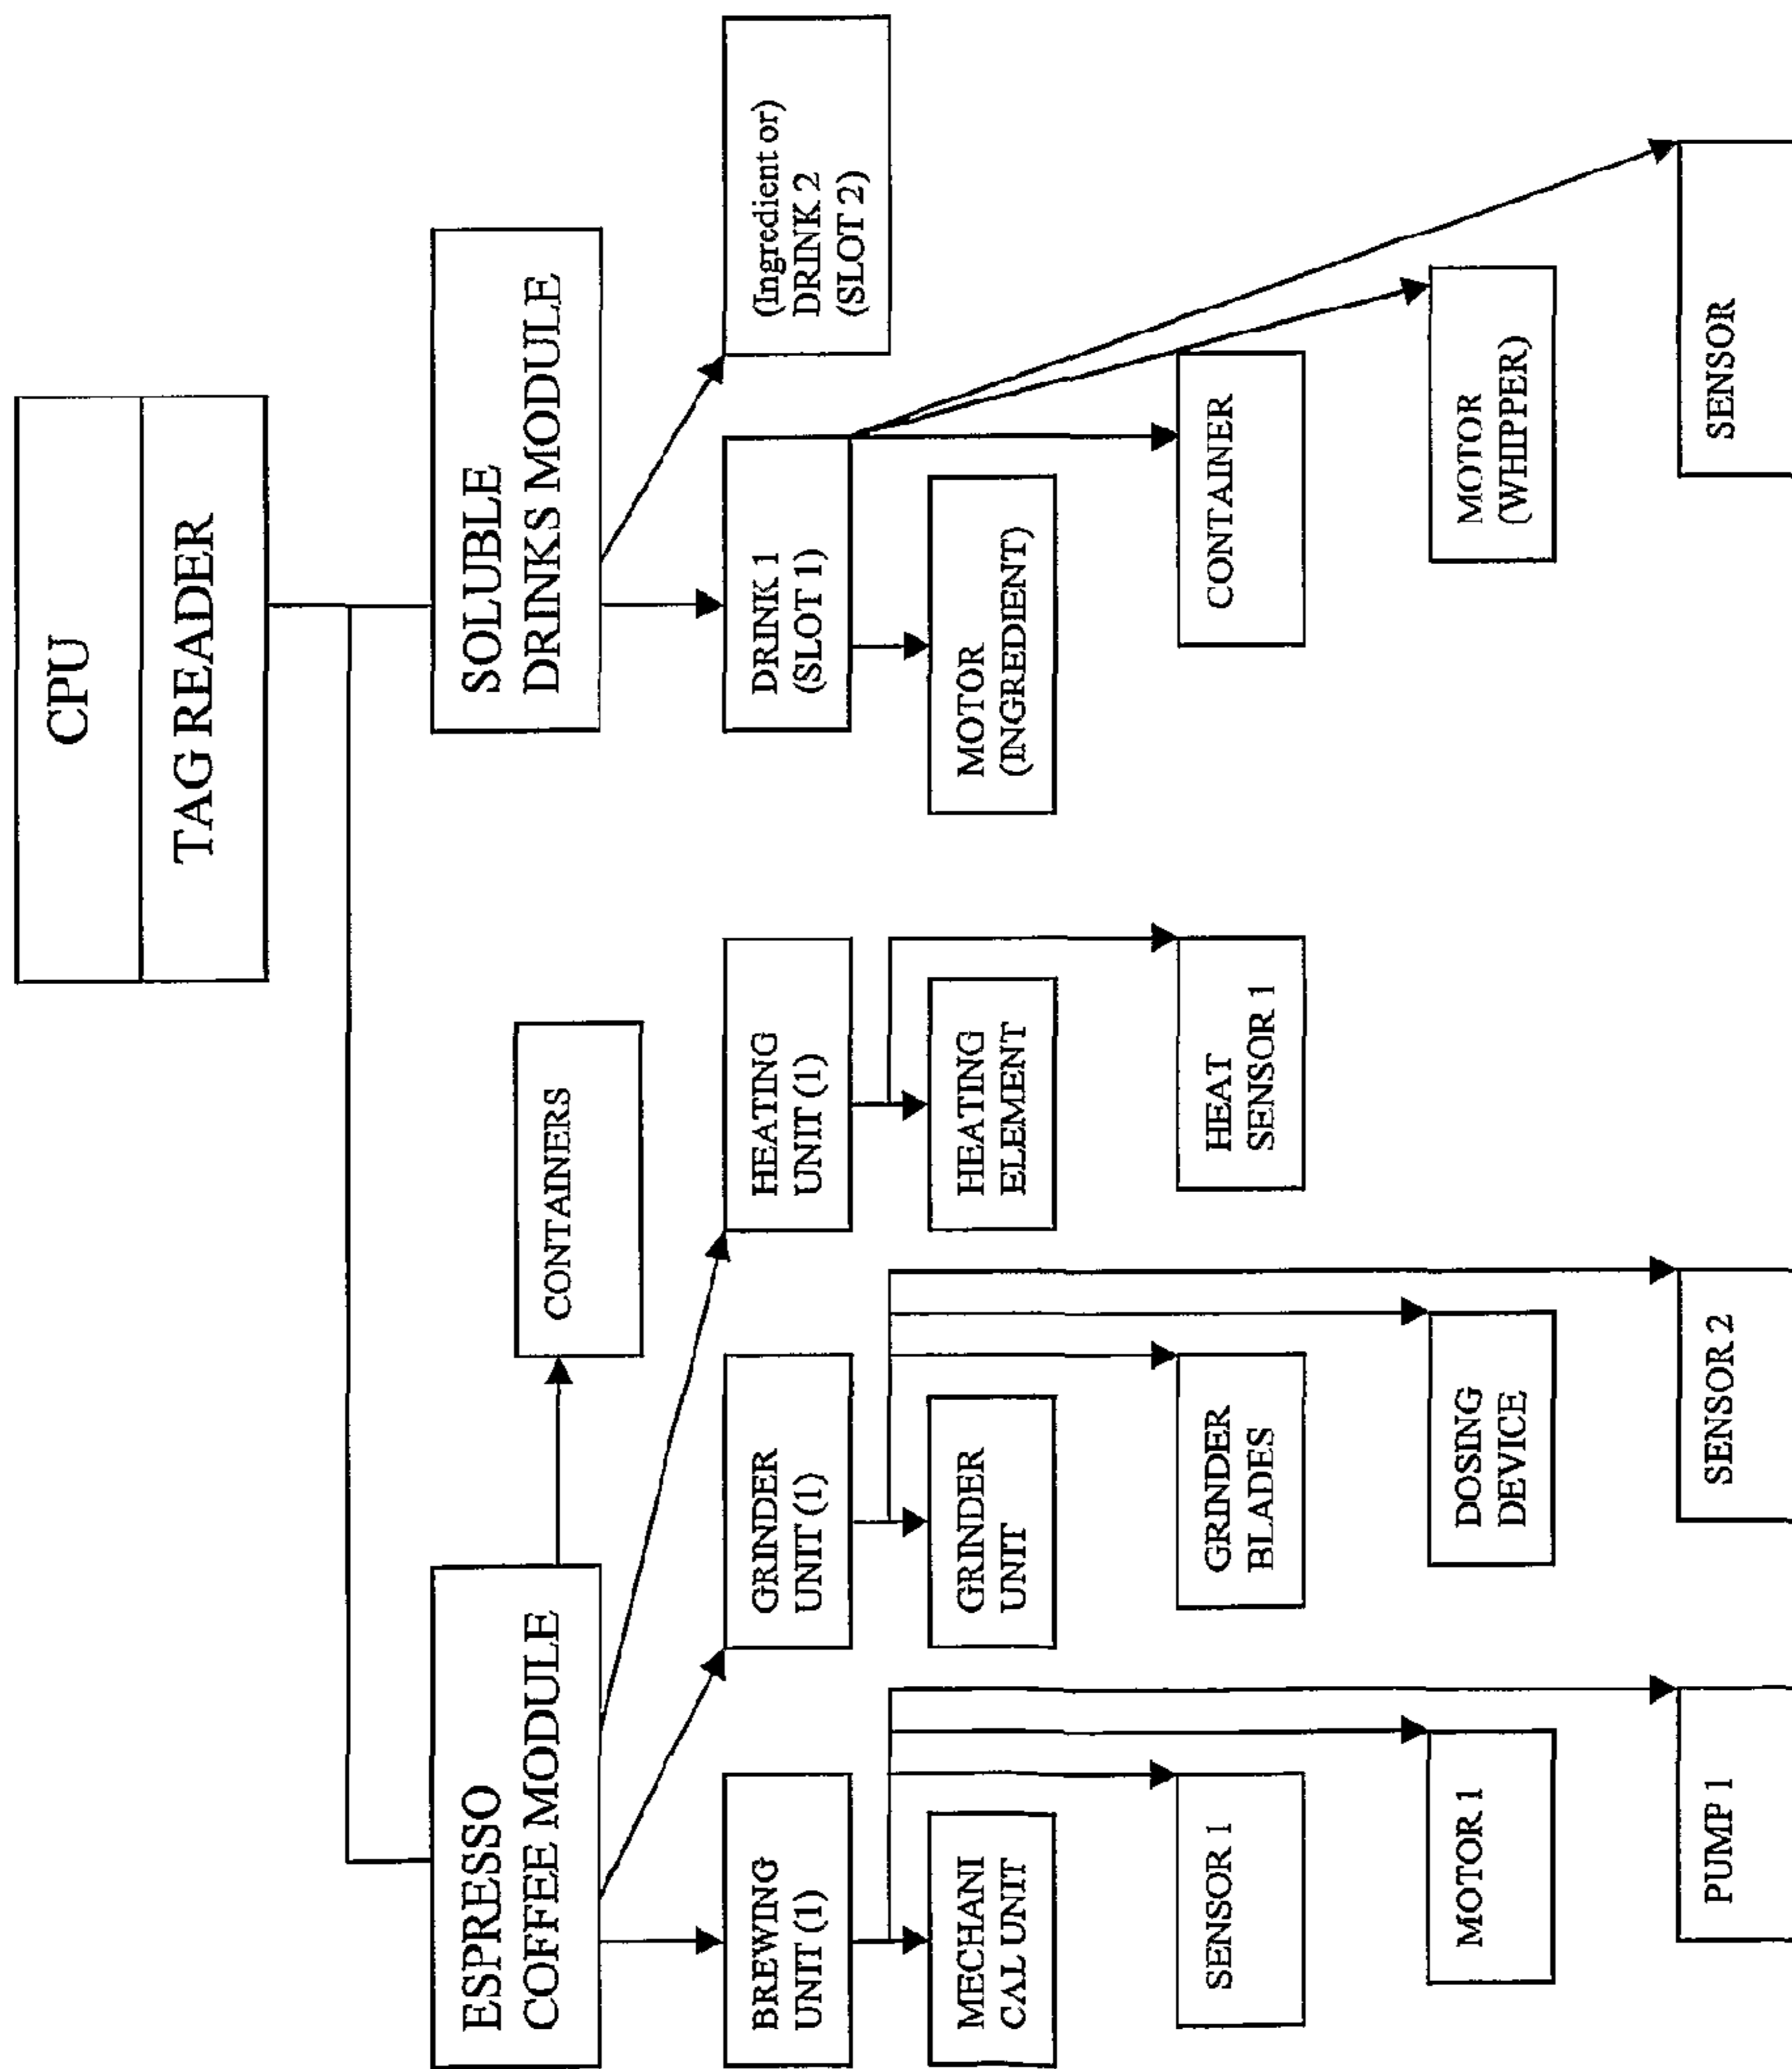 CPU
TAG READER
ESPRESSO
COFFEE MODULE
SOLUBLE
DRINKS MODULE
CONTAINERS
BREWING
UNIT (1)
GRINDER
UNIT (1)
HEATING
UNIT (1)
DRINK 1
(SLOT 1)
(Ingredient or)
DRINK 2
(SLOT 2)
MECHANI
CAL UNIT
GRINDER
UNIT
HEATING
ELEMENT
MOTOR
(INGREDIENT)
SENSOR 1
GRINDER
BLADES
HEAT
SENSOR 1
CONTAINER
MOTOR 1
DOSING
DEVICE
MOTOR
(WHIPPER)
PUMP 1
SENSOR 2
SENSOR